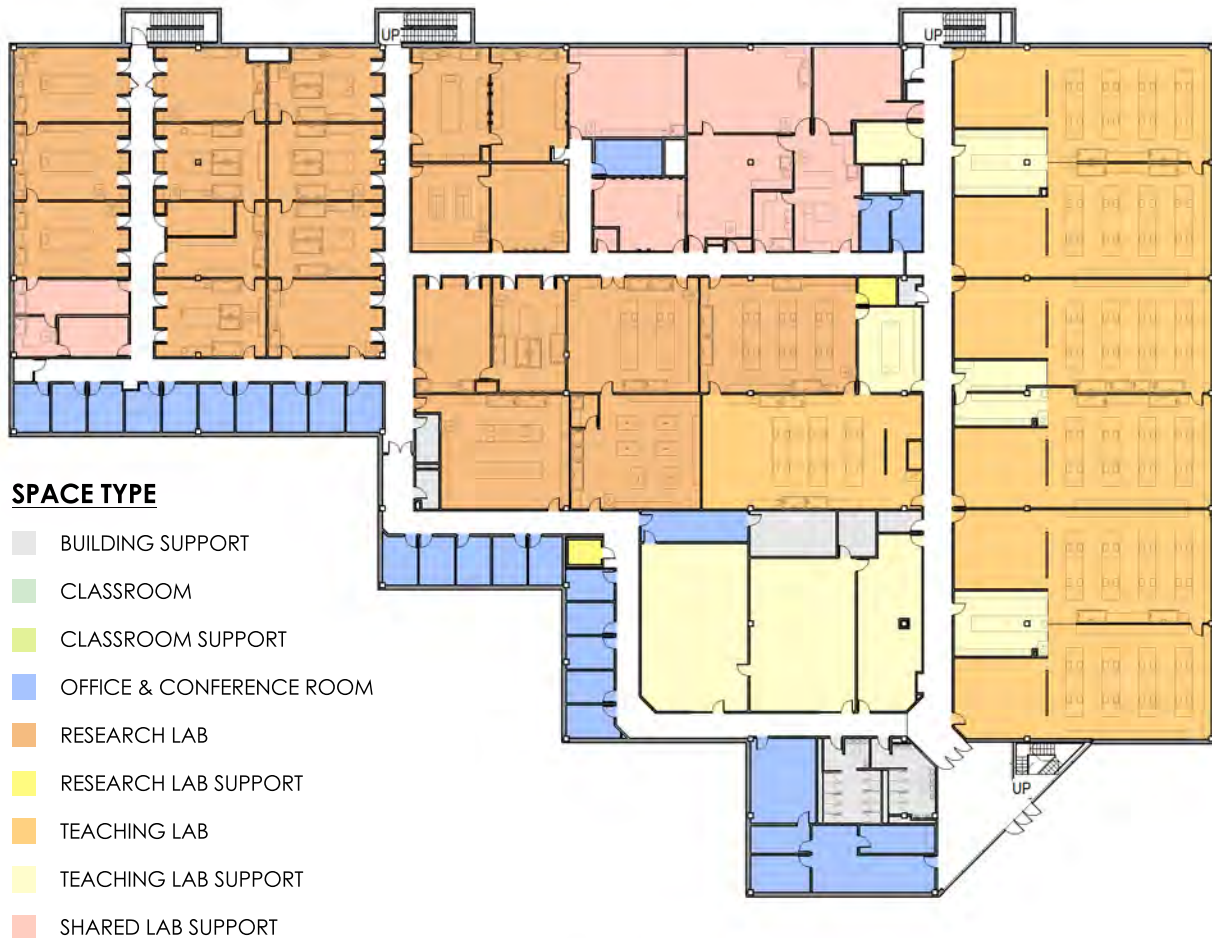 UP
UP
SPACE TYPE
BUILDING SUPPORT
CLASSROOM
CLASSROOM SUPPORT
OFFICE & CONFERENCE ROOM
RESEARCH LAB
RESEARCH LAB SUPPORT
TEACHING LAB
TEACHING LAB SUPPORT
SHARED LAB SUPPORT
UP